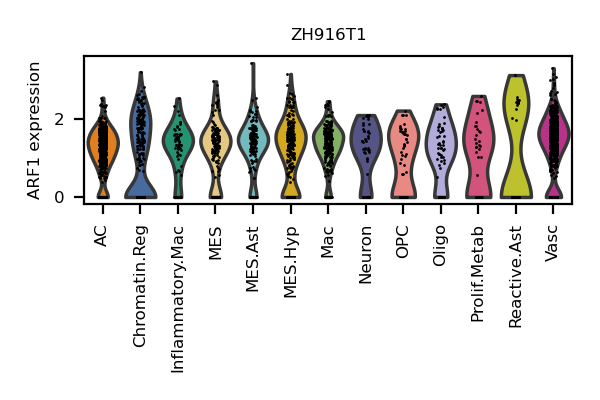 ZH916T1
ARF1 expression
2
0
AC
Chromatin.Reg
Inflammatory.Mac
MES
MES.Ast
MES.Hyp
Mac
Neuron
OPC
Oligo
Prolif.Metab
Reactive.Ast
Vasc